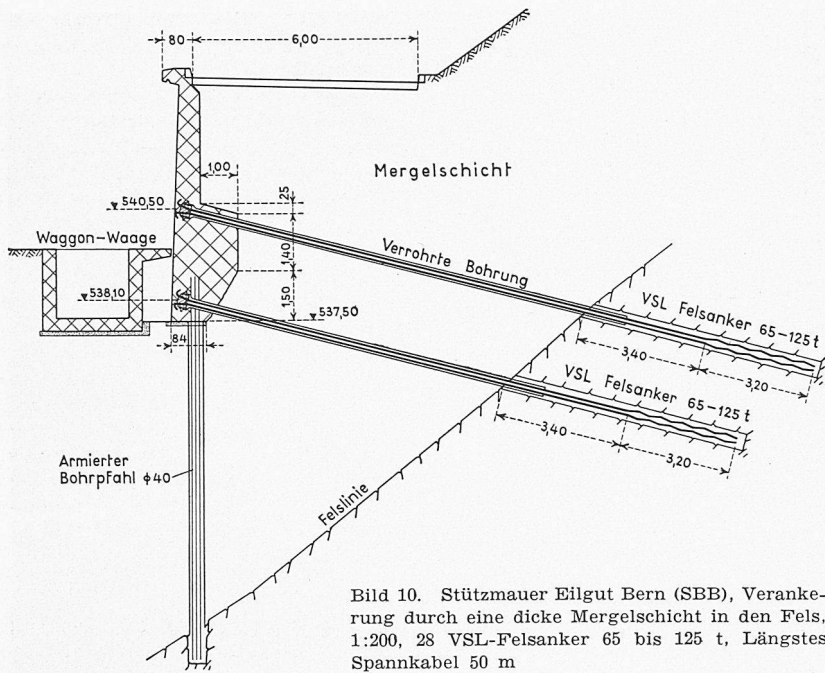 80
6,00
1,00
Mergelschicht
25
540,50
Waggon-Waage
1,40
Verrohrte Bohrung
538,10
1,50
537,50
VSL Felsanker 65-125 t
84
3,40
3,20
VSL Felsanker 65-125 t
3,40
3,20
Armierter
Bohrpfahl ϕ40
Felslinie
Bild 10. Stützmauer Eilgut Bern (SBB), Veranke-
rung durch eine dicke Mergelschicht in den Fels,
1:200, 28 VSL-Felsanker 65 bis 125 t, Längstes
Spannkabel 50 m